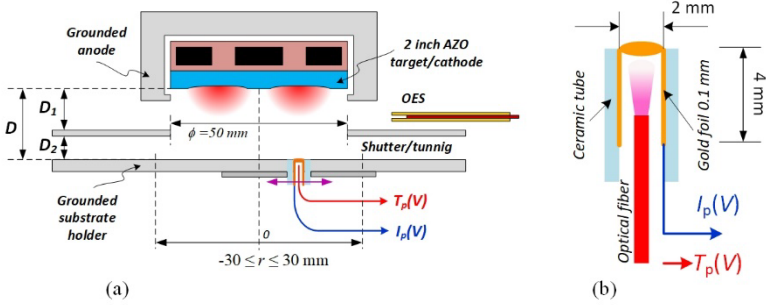 Grounded
anode
2 inch AZO
target/cathode
OES
D
D1
D2
ϕ =50 mm
Shutter/tunnig
Grounded
substrate
holder
Tp(V)
Ip(V)
0
-30 ≤ r ≤ 30 mm
(a)
2 mm
Ceramic tube
Optical fiber
Gold foil 0.1 mm
4 mm
Ip(V)
Tp(V)
(b)